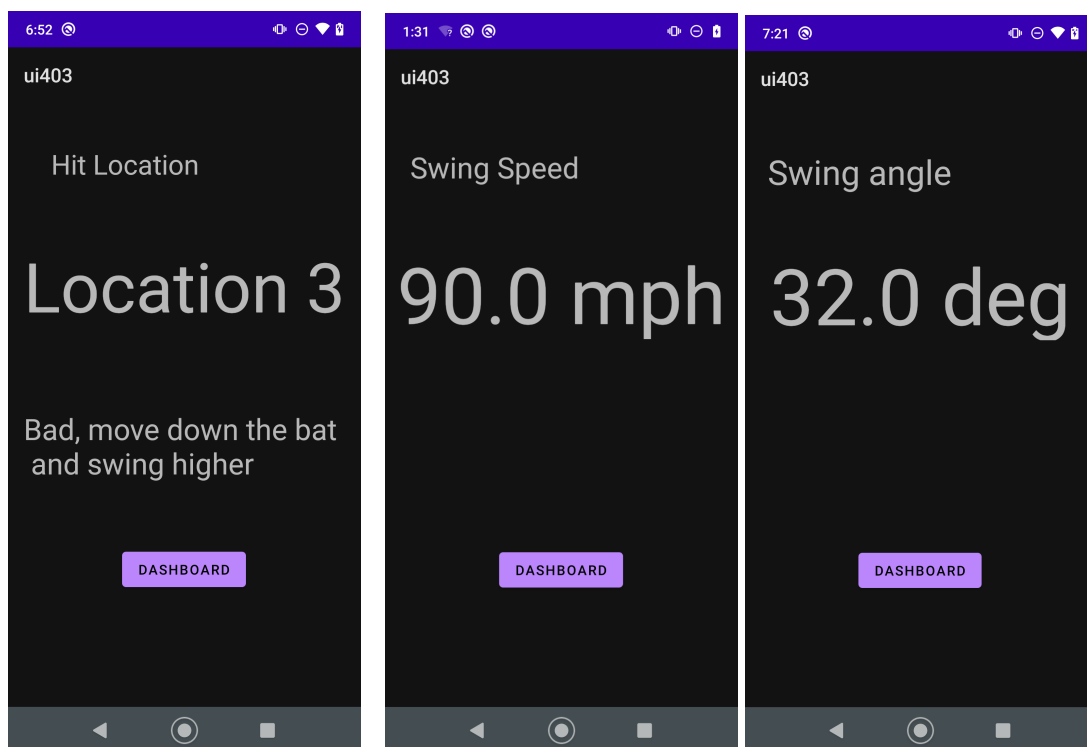 6:52
ui403
Hit Location
Location 3
Bad, move down the bat
and swing higher
DASHBOARD
1:31
ui403
Swing Speed
90.0 mph
DASHBOARD
7:21
ui403
Swing angle
32.0 deg
DASHBOARD